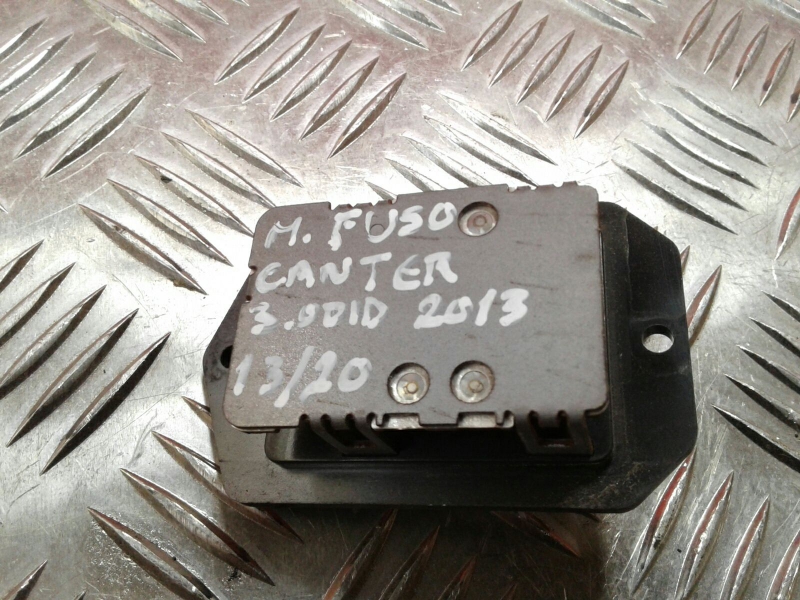 M. FUSO
CANTER
3.0DID 2013
13/20